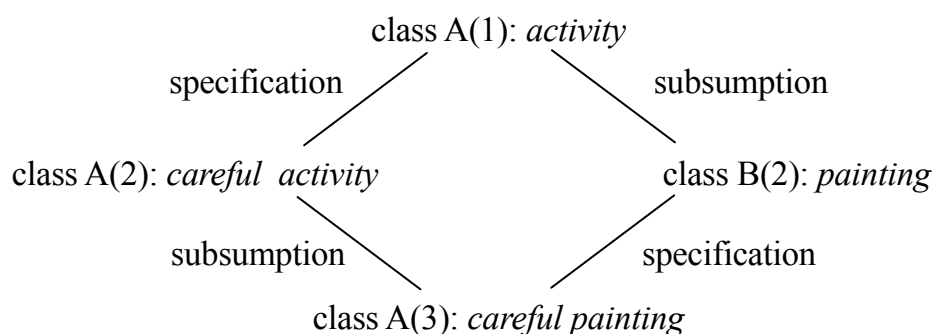 class A(1): activity
specification subsumption
class A(2): careful activity class B(2): painting
subsumption specification
class A(3): careful painting